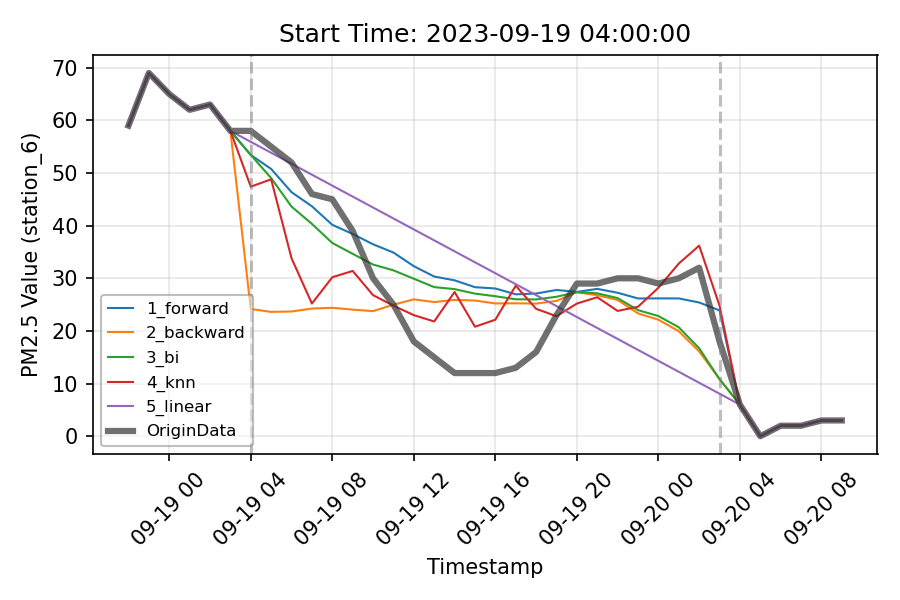 Start Time: 2023-09-19 04:00:00
PM2.5 Value (station_6)
70
60
50
40
30
20
10
0
1_forward
2_backward
3_bi
4_knn
5_linear
OriginData
09-19 00
09-19 04
09-19 08
09-19 12
09-19 16
09-19 20
09-20 00
09-20 04
09-20 08
Timestamp